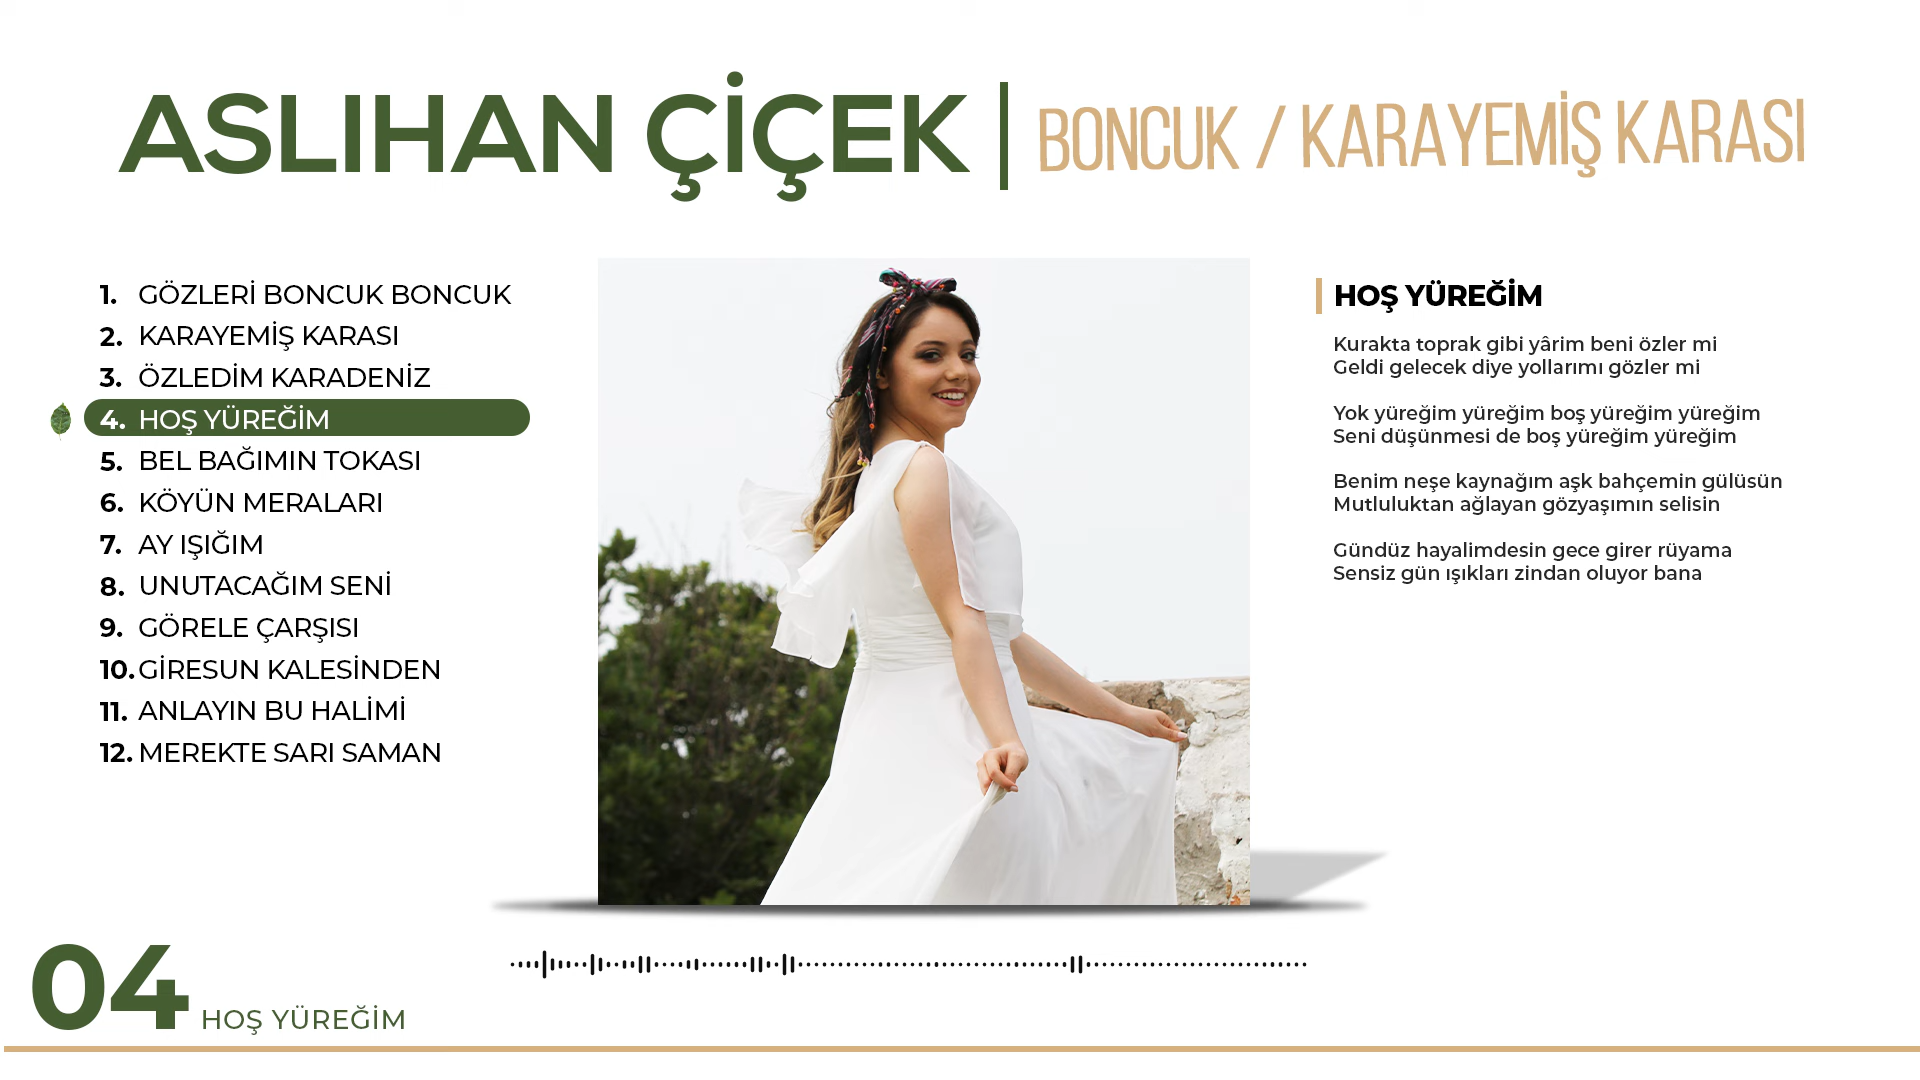 ASLIHAN ÇİÇEK | BONCUK / KARAYEMİŞ KARASI
1. GÖZLERİ BONCUK BONCUK
2. KARAYEMİŞ KARASI
3. ÖZLEDİM KARADENİZ
4. HOŞ YÜREĞİM
5. BEL BAĞIMIN TOKASI
6. KÖYÜN MERALARI
7. AY IŞIĞIM
8. UNUTACAĞIM SENİ
9. GÖRELE ÇARŞISI
10. GİRESUN KALESİNDEN
11. ANLAYIN BU HALİMİ
12. MEREKTE SARI SAMAN
HOŞ YÜREĞİM
Kurakta toprak gibi yârim beni özler mi
Geldi gelecek diye yollarımı gözler mi
Yok yüreğim yüreğim boş yüreğim yüreğim
Seni düşünmesi de boş yüreğim yüreğim
Benim neşe kaynağım aşk bahçemin gülüsün
Mutluluktan ağlayan gözyaşımın selisin
Gündüz hayalimdesin gece girer rüyama
Sensiz gün ışıkları zindan oluyor bana
04 HOŞ YÜREĞİM